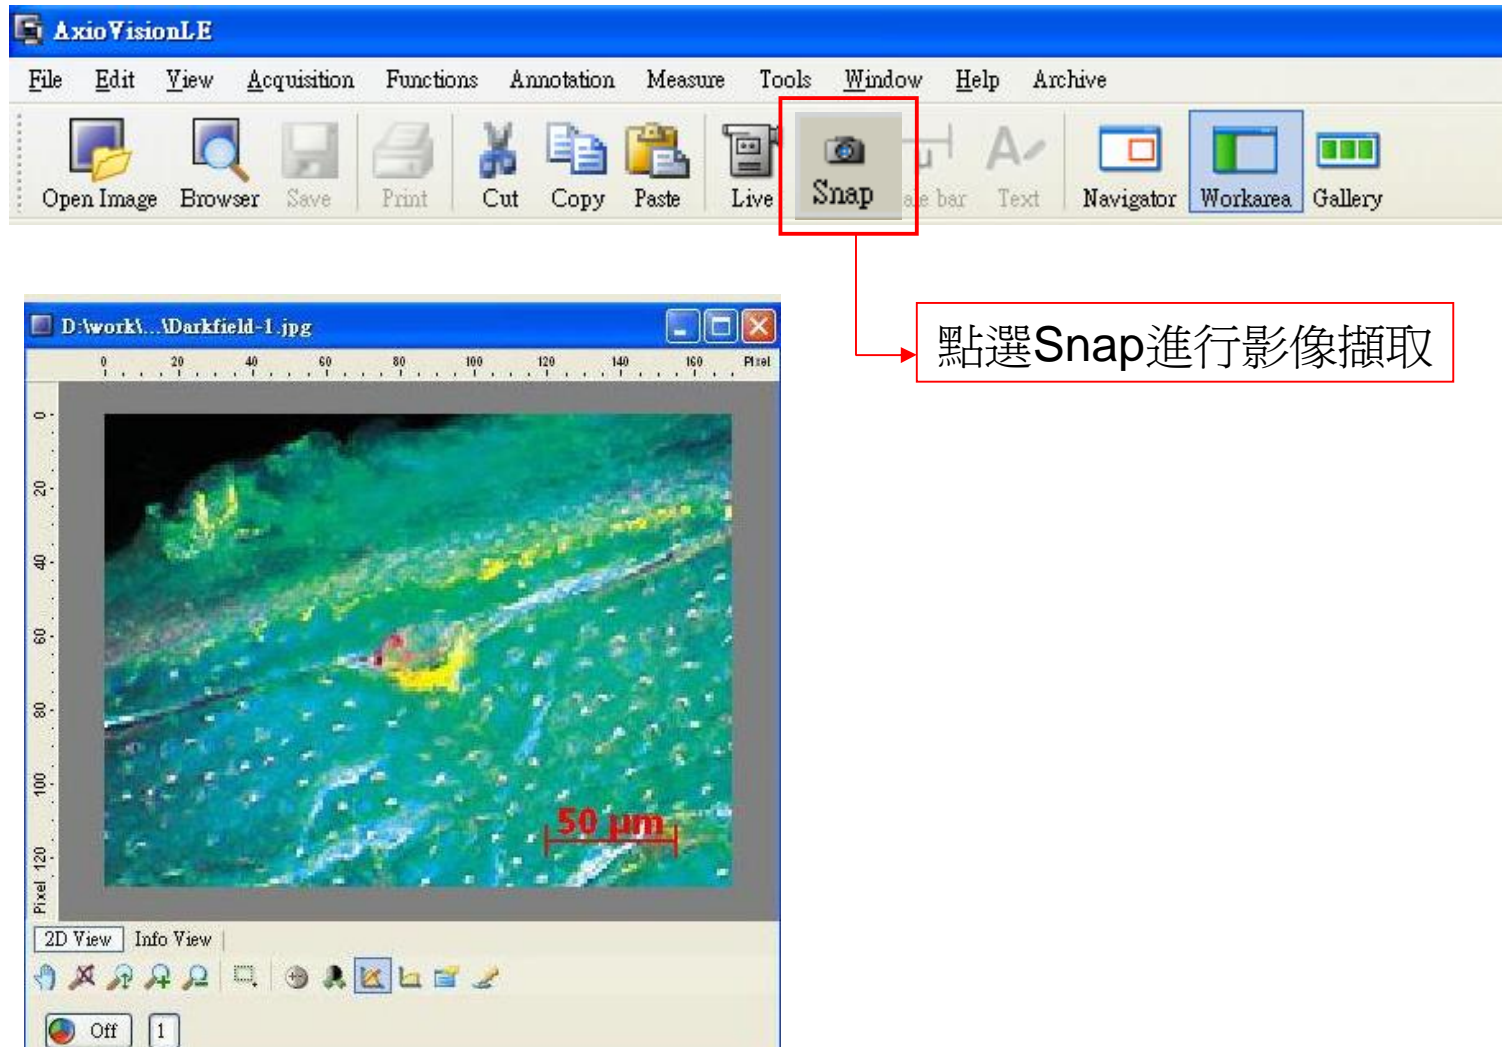 AxioVisionLE
File Edit View Acquisition Functions Annotation Measure Tools Window Help Archive
Open Image Browser Save Print Cut Copy Paste Live Snap bar Text Navigator Workarea Gallery
點選Snap進行影像擷取
D:\work\...\Darkfield-1.jpg
0 20 40 60 80 100 120 140 160 Pixel
0
20
40
60
80
100
120
Pixel
50 µm
2D View Info View
Off 1